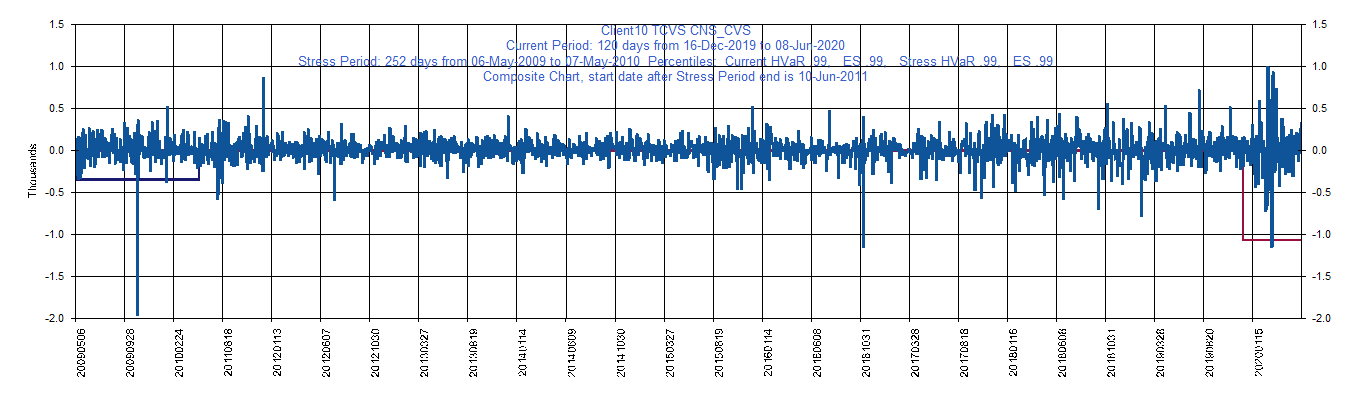 Client10 TCVS CNS_CVS
Current Period: 120 days from 16-Dec-2019 to 08-Jun-2020
Stress Period: 252 days from 06-May-2009 to 07-May-2010 Percentiles: Current HVaR .99, ES .99, Stress HVaR .99, ES .99
Composite Chart, start date after Stress Period end is 10-Jun-2011
Thousands
1.5 1.5
1.0 1.0
0.5 0.5
0.0 0.0
-0.5 -0.5
-1.0 -1.0
-1.5 -1.5
-2.0 -2.0
20090506 20090928 20100224 20110818 20120113 20120607 20121030 20130327 20130819 20140114 20140609 20141030 20150327 20150819 20160114 20160608 20161031 20170328 20170818 20180116 20180608 20181031 20190328 20190820 20200115